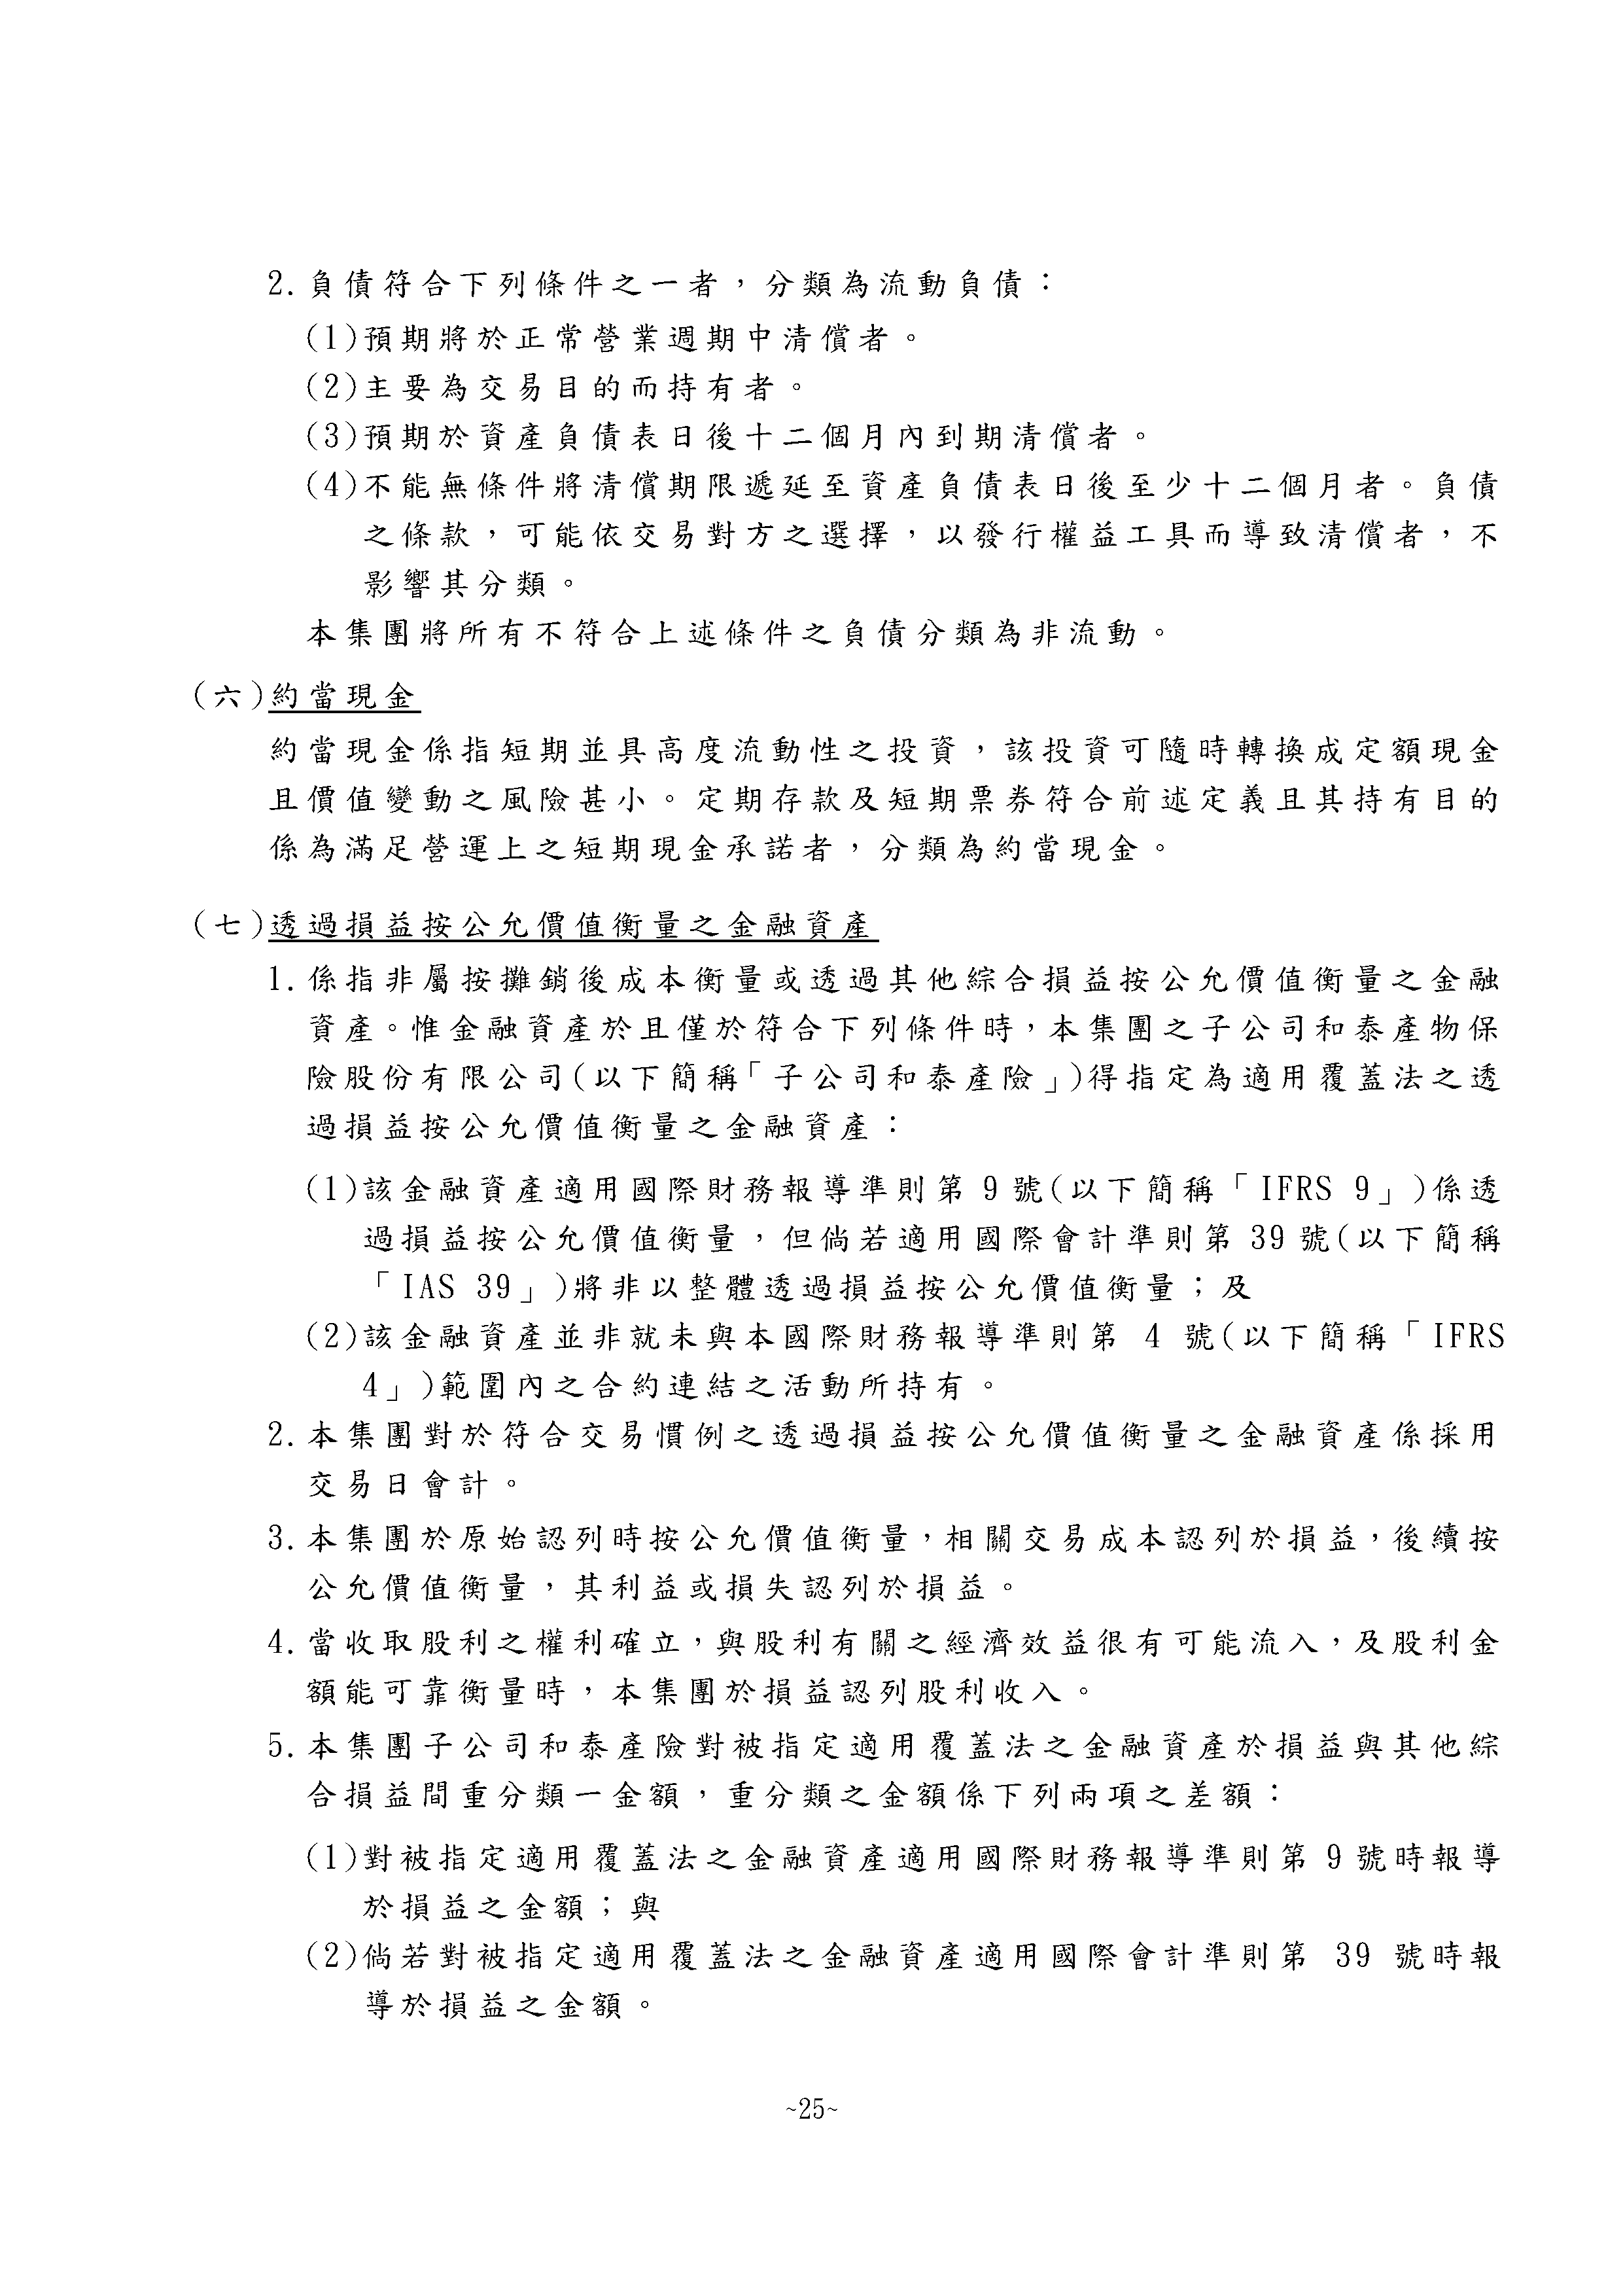 2.負債符合下列條件之一者，分類為流動負債：
(1)預期將於正常營業週期中清償者。
(2)主要為交易目的而持有者。
(3)預期於資產負債表日後十二個月內到期清償者。
(4)不能無條件將清償期限遞延至資產負債表日後至少十二個月者。負債
之條款，可能依交易對方之選擇，以發行權益工具而導致清償者，不
影響其分類。
本集團將所有不符合上述條件之負債分類為非流動。
(六)約當現金
約當現金係指短期並具高度流動性之投資，該投資可隨時轉換成定額現金
且價值變動之風險甚小。定期存款及短期票券符合前述定義且其持有目的
係為滿足營運上之短期現金承諾者，分類為約當現金。
(七)透過損益按公允價值衡量之金融資產
1.係指非屬按攤銷後成本衡量或透過其他綜合損益按公允價值衡量之金融
資產。惟金融資產於且僅於符合下列條件時，本集團之子公司和泰產物保
險股份有限公司(以下簡稱「子公司和泰產險」)得指定為適用覆蓋法之透
過損益按公允價值衡量之金融資產：
(1)該金融資產適用國際財務報導準則第 9 號(以下簡稱「IFRS 9」)係透
過損益按公允價值衡量，但倘若適用國際會計準則第 39 號(以下簡稱
「IAS 39」)將非以整體透過損益按公允價值衡量；及
(2)該金融資產並非就未與本國際財務報導準則第 4 號(以下簡稱「IFRS
4」)範圍內之合約連結之活動所持有。
2.本集團對於符合交易慣例之透過損益按公允價值衡量之金融資產係採用
交易日會計。
3.本集團於原始認列時按公允價值衡量，相關交易成本認列於損益，後續按
公允價值衡量，其利益或損失認列於損益。
4.當收取股利之權利確立，與股利有關之經濟效益很有可能流入，及股利金
額能可靠衡量時，本集團於損益認列股利收入。
5.本集團子公司和泰產險對被指定適用覆蓋法之金融資產於損益與其他綜
合損益間重分類一金額，重分類之金額係下列兩項之差額：
(1)對被指定適用覆蓋法之金融資產適用國際財務報導準則第 9 號時報導
於損益之金額；與
(2)倘若對被指定適用覆蓋法之金融資產適用國際會計準則第 39 號時報
導於損益之金額。
~25~